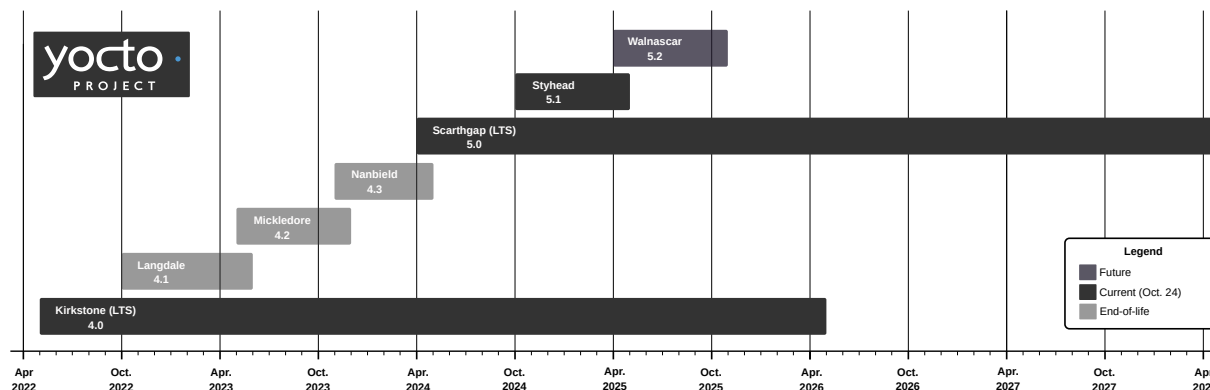 yocto
PROJECT
Walnascar
5.2
Styhead
5.1
Scarthgap (LTS)
5.0
Nanbield
4.3
Mickledore
4.2
Langdale
4.1
Kirkstone (LTS)
4.0
Legend
Future
Current (Oct. 24)
End-of-life
Apr Oct. Apr. Oct. Apr. Oct. Apr. Oct. Apr. Oct. Apr. Oct.
2022 2022 2023 2023 2024 2024 2025 2025 2026 2026 2027 2027